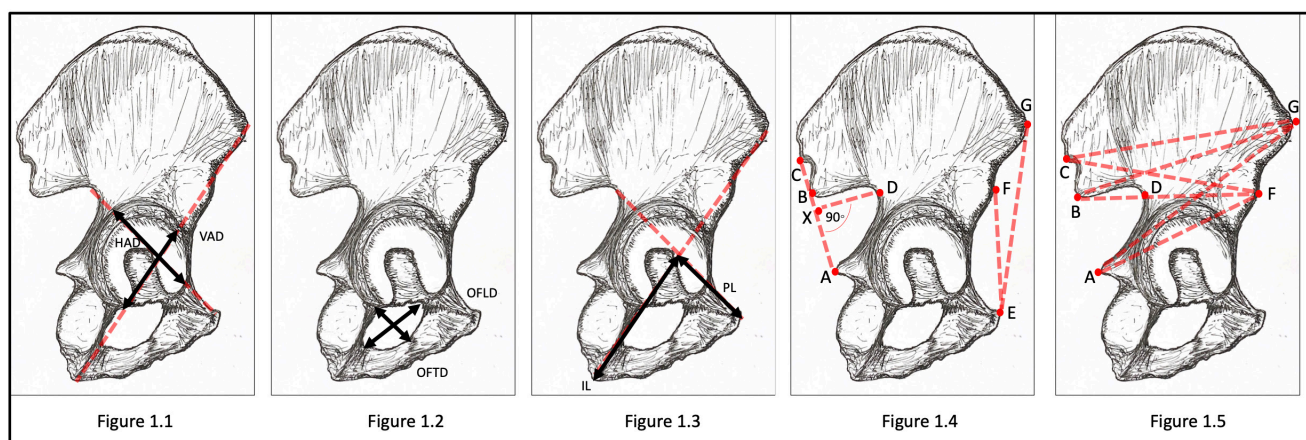 HAD
VAD
OFLD
OFTD
PL
IL
G
C
F
B
D
X
90°
A
E
G
C
D
F
B
A
Figure 1.1
Figure 1.2
Figure 1.3
Figure 1.4
Figure 1.5